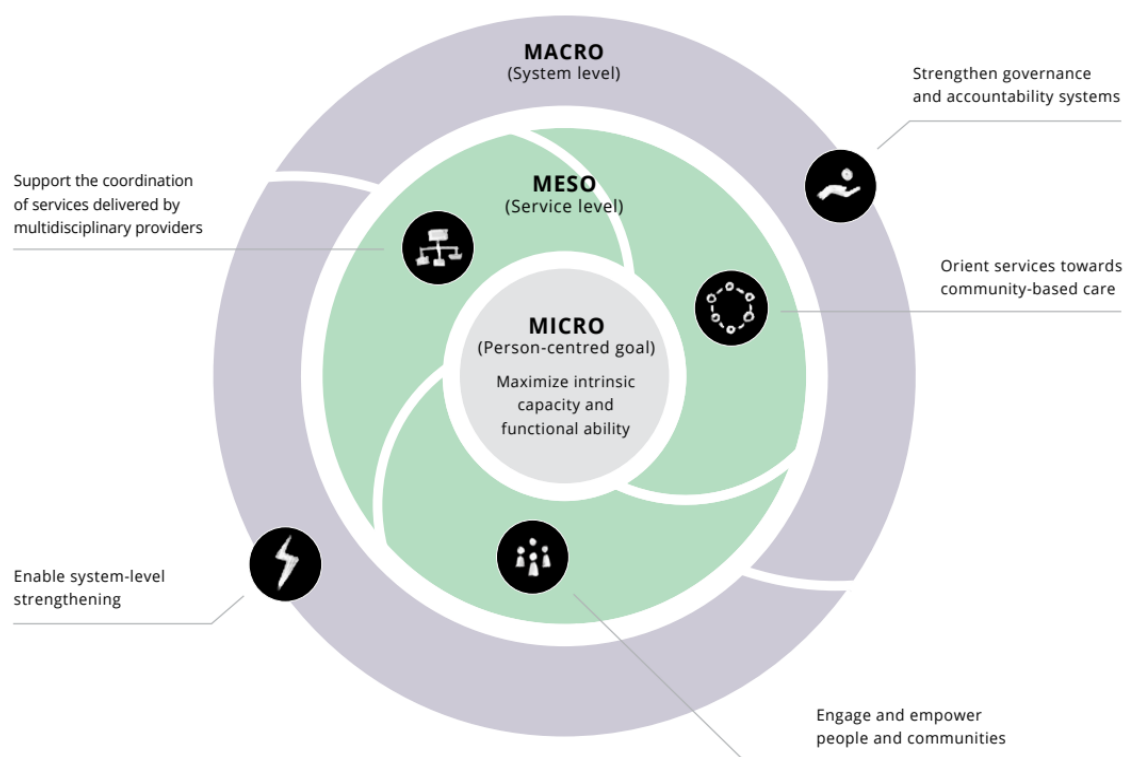 MACRO
(System level)
Strengthen governance
and accountability systems
Support the coordination
of services delivered by
multidisciplinary providers
MESO
(Service level)
Orient services towards
community-based care
MICRO
(Person-centred goal)
Maximize intrinsic
capacity and
functional ability
Enable system-level
strengthening
Engage and empower
people and communities